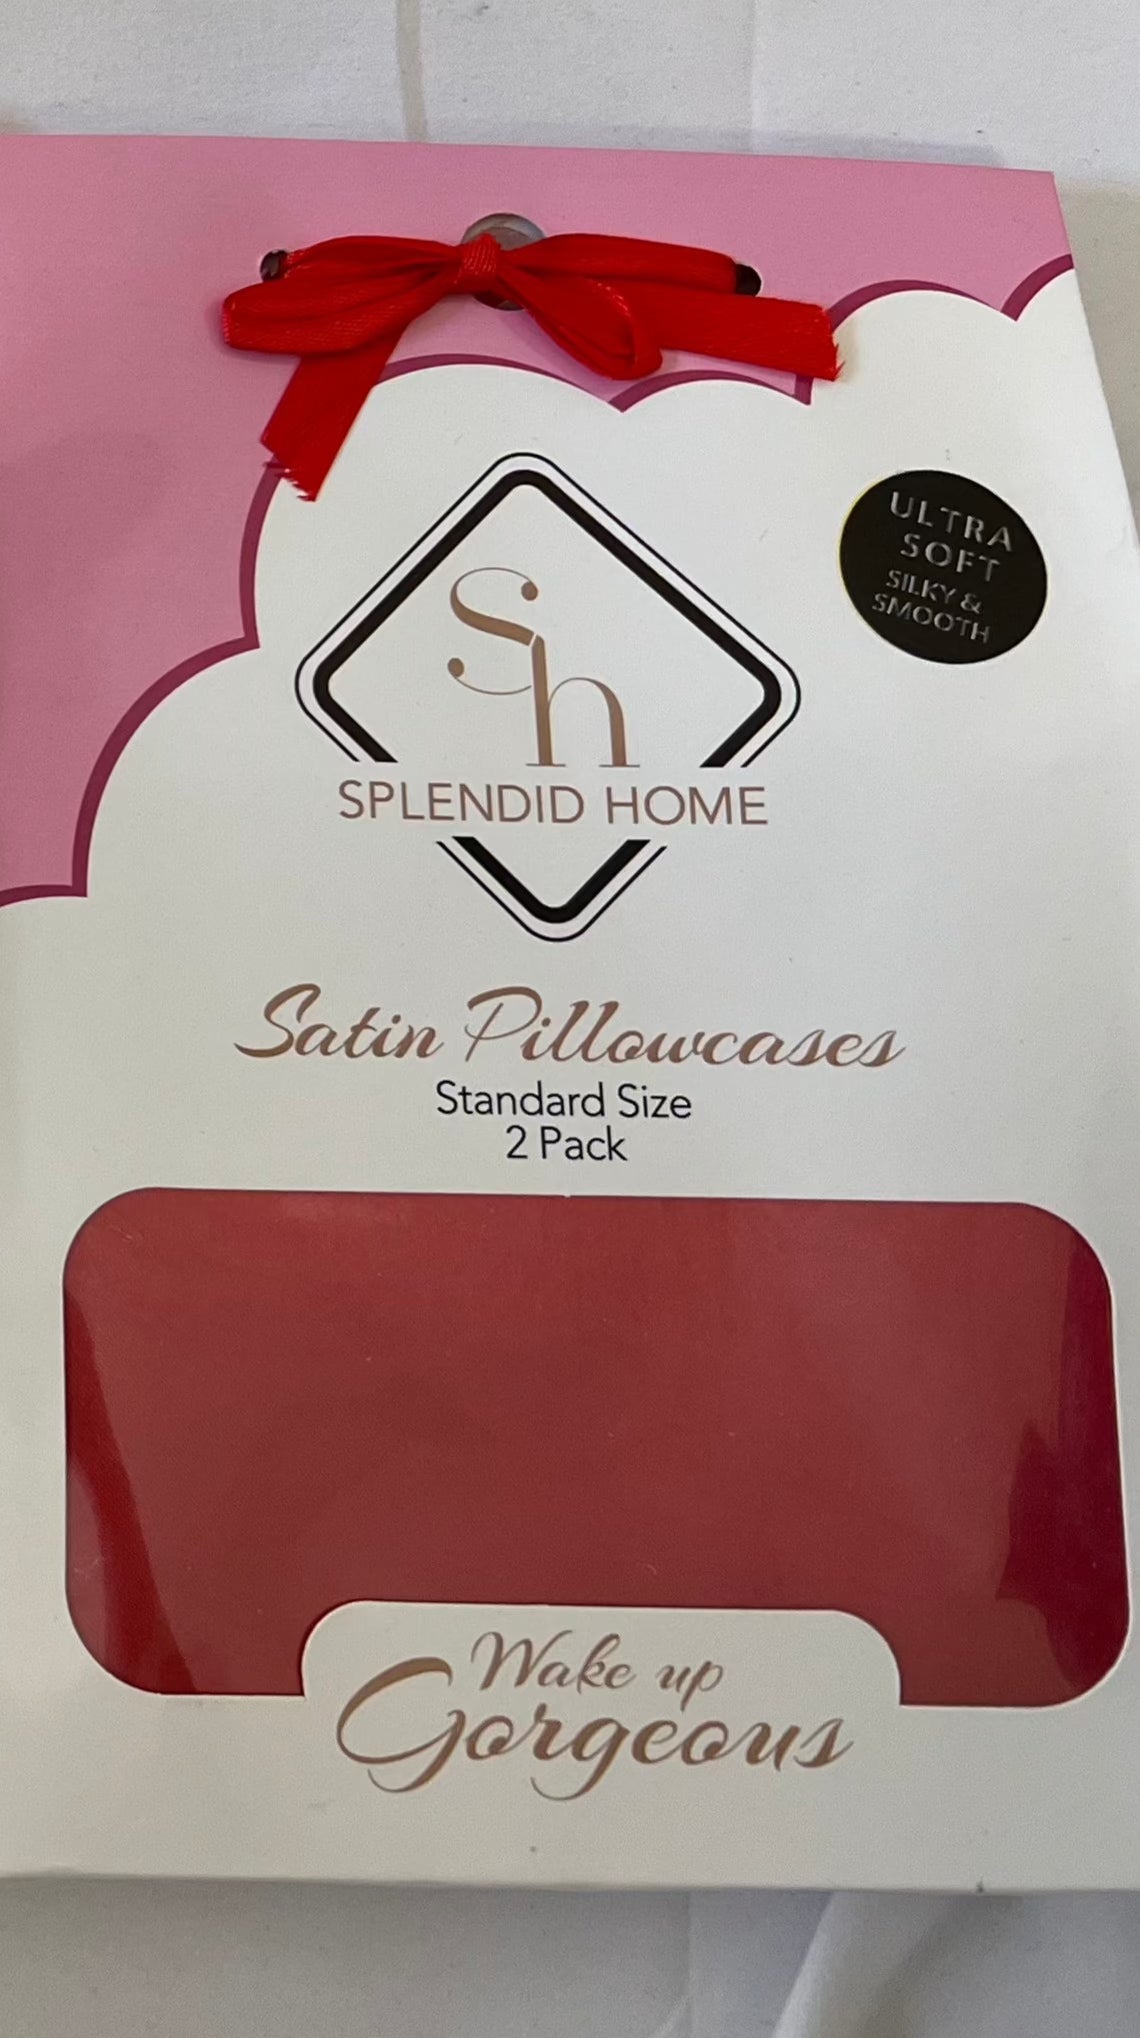 ULTRA
SOFT
SILKY &
SMOOTH
Sh
SPLENDID HOME
Satin Pillowcases
Standard Size
2 Pack
Wake up
Gorgeous